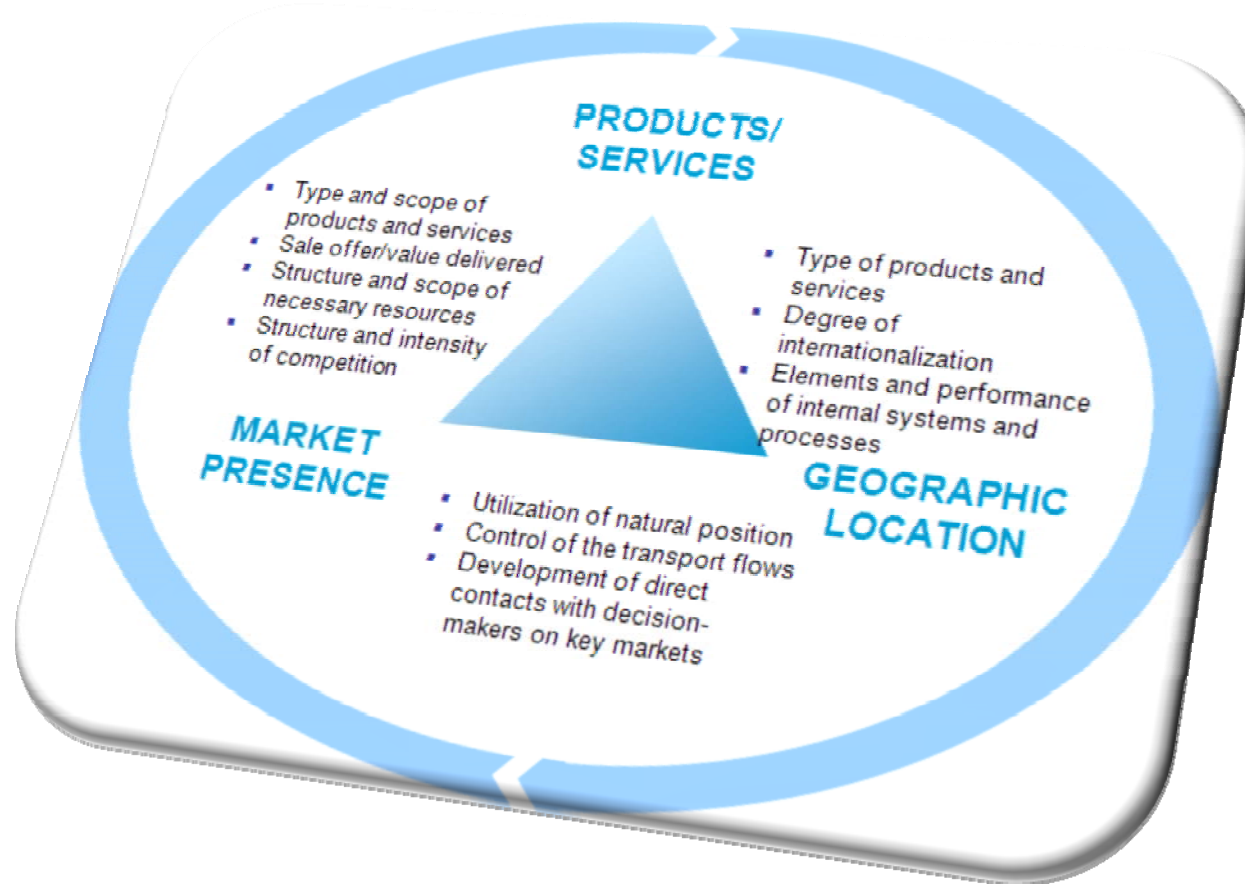 PRODUCTS/
SERVICES
▪ Type and scope of
products and services
▪ Sale offer/value delivered
▪ Structure and scope of
necessary resources
▪ Structure and intensity
of competition
▪ Type of products and
services
▪ Degree of
internationalization
▪ Elements and performance
of internal systems and
processes
MARKET
PRESENCE
GEOGRAPHIC
LOCATION
▪ Utilization of natural position
▪ Control of the transport flows
▪ Development of direct
contacts with decision-
makers on key markets